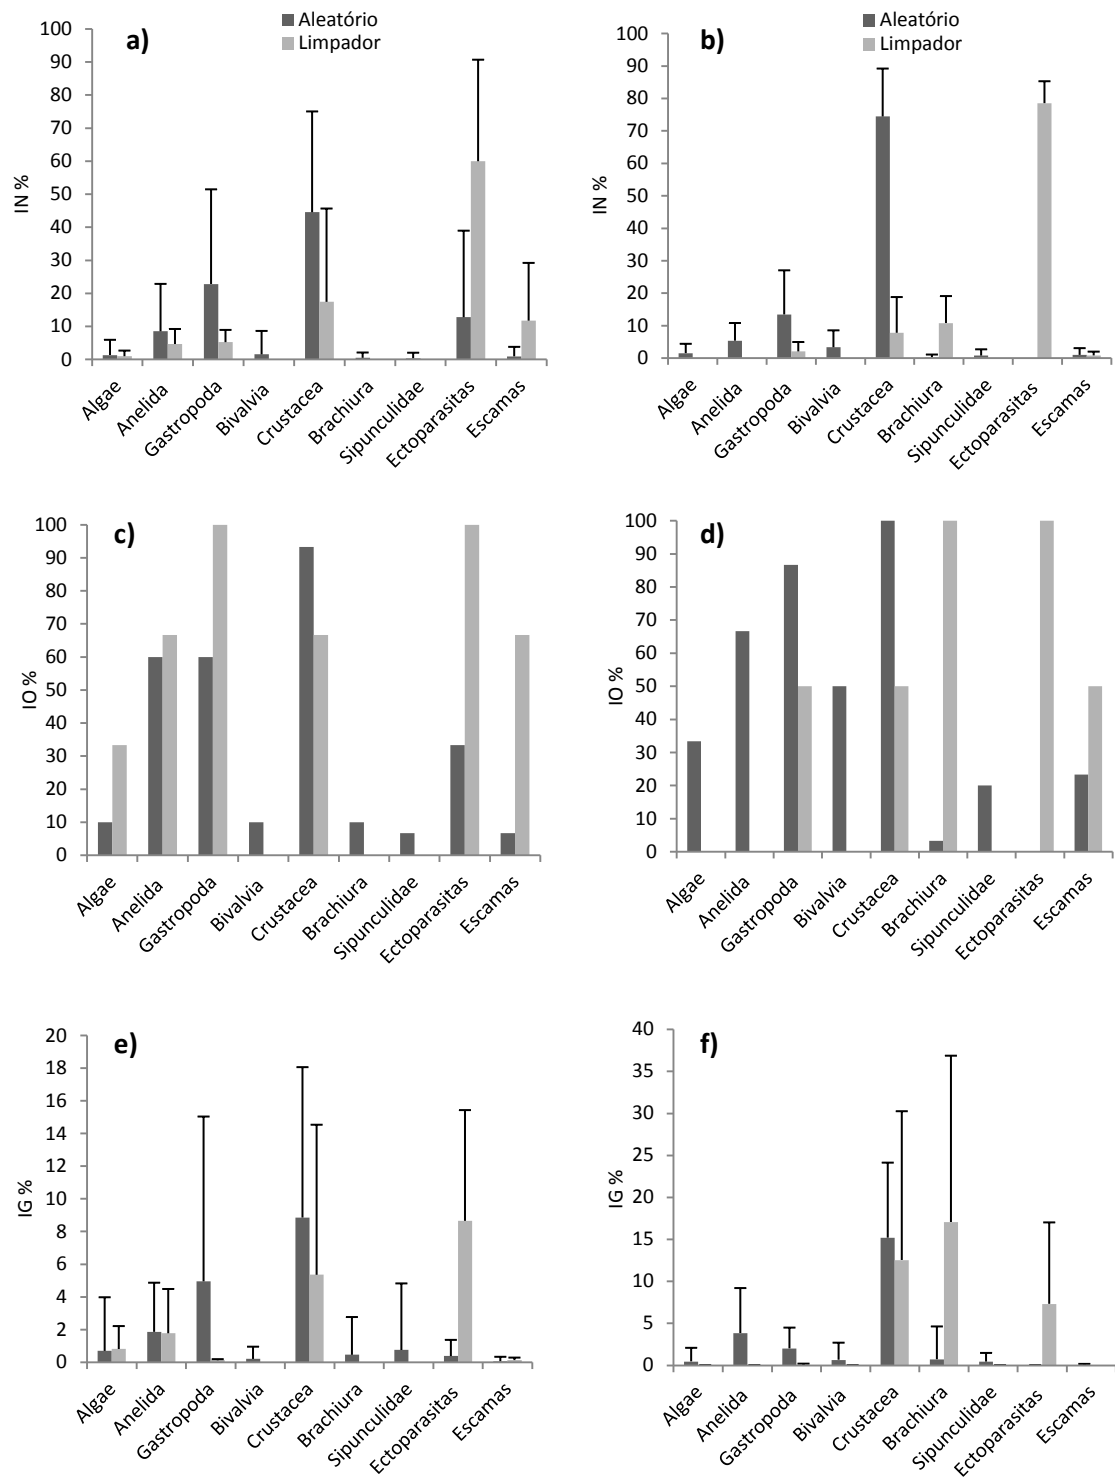 Aleatório
Limpador
a)
100
90
80
70
60
50
40
30
20
10
0
IN %
Algae
Anelida
Gastropoda
Bivalvia
Crustacea
Brachiura
Sipunculidae
Ectoparasitas
Escamas
Aleatório
Limpador
b)
100
90
80
70
60
50
40
30
20
10
0
IN %
Algae
Anelida
Gastropoda
Bivalvia
Crustacea
Brachiura
Sipunculidae
Ectoparasitas
Escamas
c)
100
90
80
70
60
50
40
30
20
10
0
IO %
Algae
Anelida
Gastropoda
Bivalvia
Crustacea
Brachiura
Sipunculidae
Ectoparasitas
Escamas
d)
100
90
80
70
60
50
40
30
20
10
0
IO %
Algae
Anelida
Gastropoda
Bivalvia
Crustacea
Brachiura
Sipunculidae
Ectoparasitas
Escamas
e)
20
18
16
14
12
10
8
6
4
2
0
IG %
Algae
Anelida
Gastropoda
Bivalvia
Crustacea
Brachiura
Sipunculidae
Ectoparasitas
Escamas
f)
40
35
30
25
20
15
10
5
0
IG %
Algae
Anelida
Gastropoda
Bivalvia
Crustacea
Brachiura
Sipunculidae
Ectoparasitas
Escamas